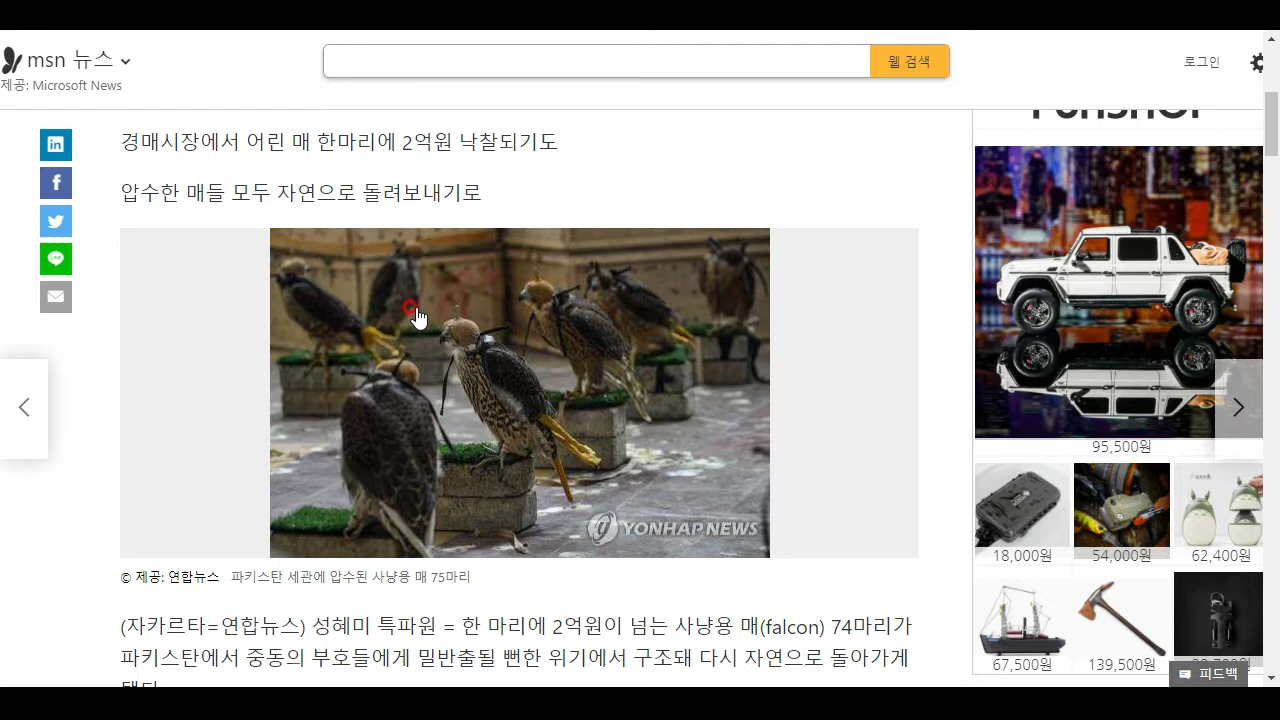 msn 뉴스
제공: Microsoft News
웹 검색
로그인
경매시장에서 어린 매 한마리에 2억원 낙찰되기도
압수한 매들 모두 자연으로 돌려보내기로
YONHAP NEWS
© 제공: 연합뉴스 파키스탄 세관에 압수된 사냥용 매 75마리
(자카르타=연합뉴스) 성혜미 특파원 = 한 마리에 2억원이 넘는 사냥용 매(falcon) 74마리가
파키스탄에서 중동의 부호들에게 밀반출될 뻔한 위기에서 구조돼 다시 자연으로 돌아가게
95,500원
18,000원
54,000원
62,400원
67,500원
139,500원
피드백